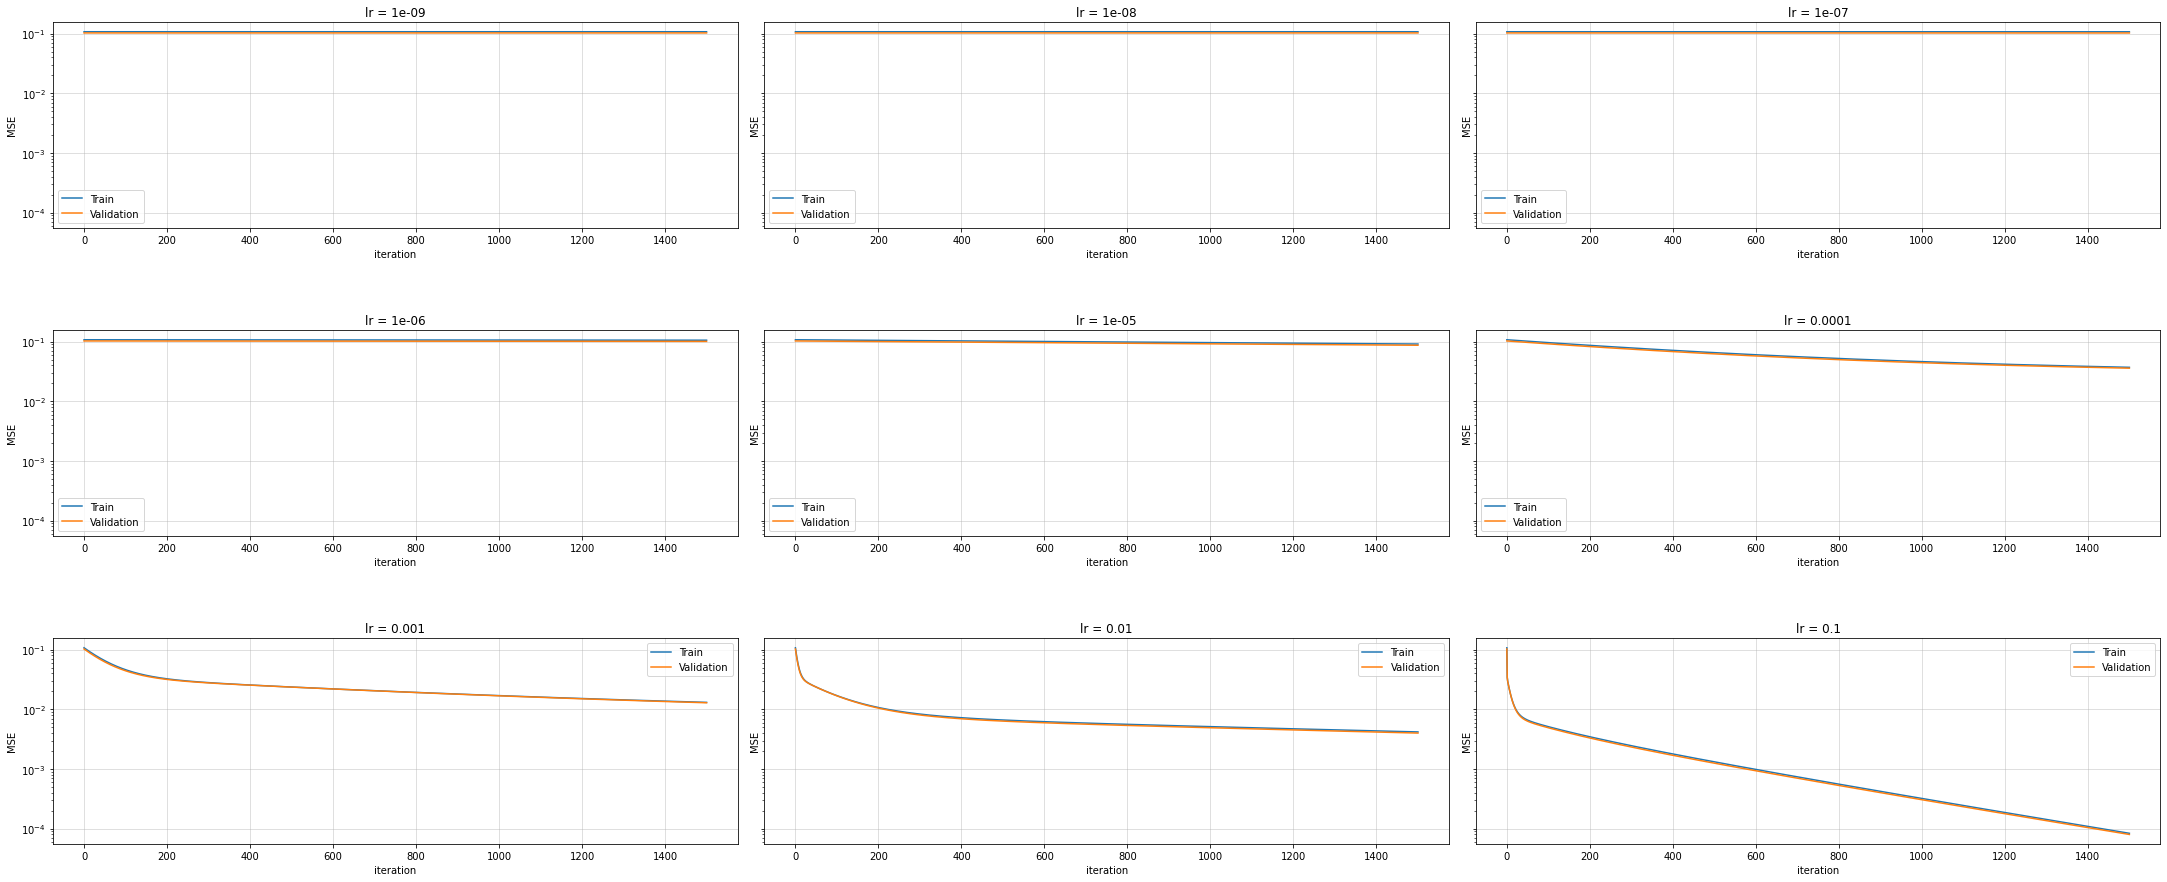 lr = 1e-09
lr = 1e-08
lr = 1e-07
MSE
10⁻¹
10⁻²
10⁻³
10⁻⁴
Train
Validation
0 200 400 600 800 1000 1200 1400
iteration
MSE
Train
Validation
0 200 400 600 800 1000 1200 1400
iteration
MSE
Train
Validation
0 200 400 600 800 1000 1200 1400
iteration
lr = 1e-06
lr = 1e-05
lr = 0.0001
MSE
10⁻¹
10⁻²
10⁻³
10⁻⁴
Train
Validation
0 200 400 600 800 1000 1200 1400
iteration
MSE
Train
Validation
0 200 400 600 800 1000 1200 1400
iteration
MSE
Train
Validation
0 200 400 600 800 1000 1200 1400
iteration
lr = 0.001
lr = 0.01
lr = 0.1
MSE
10⁻¹
10⁻²
10⁻³
10⁻⁴
Train
Validation
0 200 400 600 800 1000 1200 1400
iteration
MSE
Train
Validation
0 200 400 600 800 1000 1200 1400
iteration
MSE
Train
Validation
0 200 400 600 800 1000 1200 1400
iteration